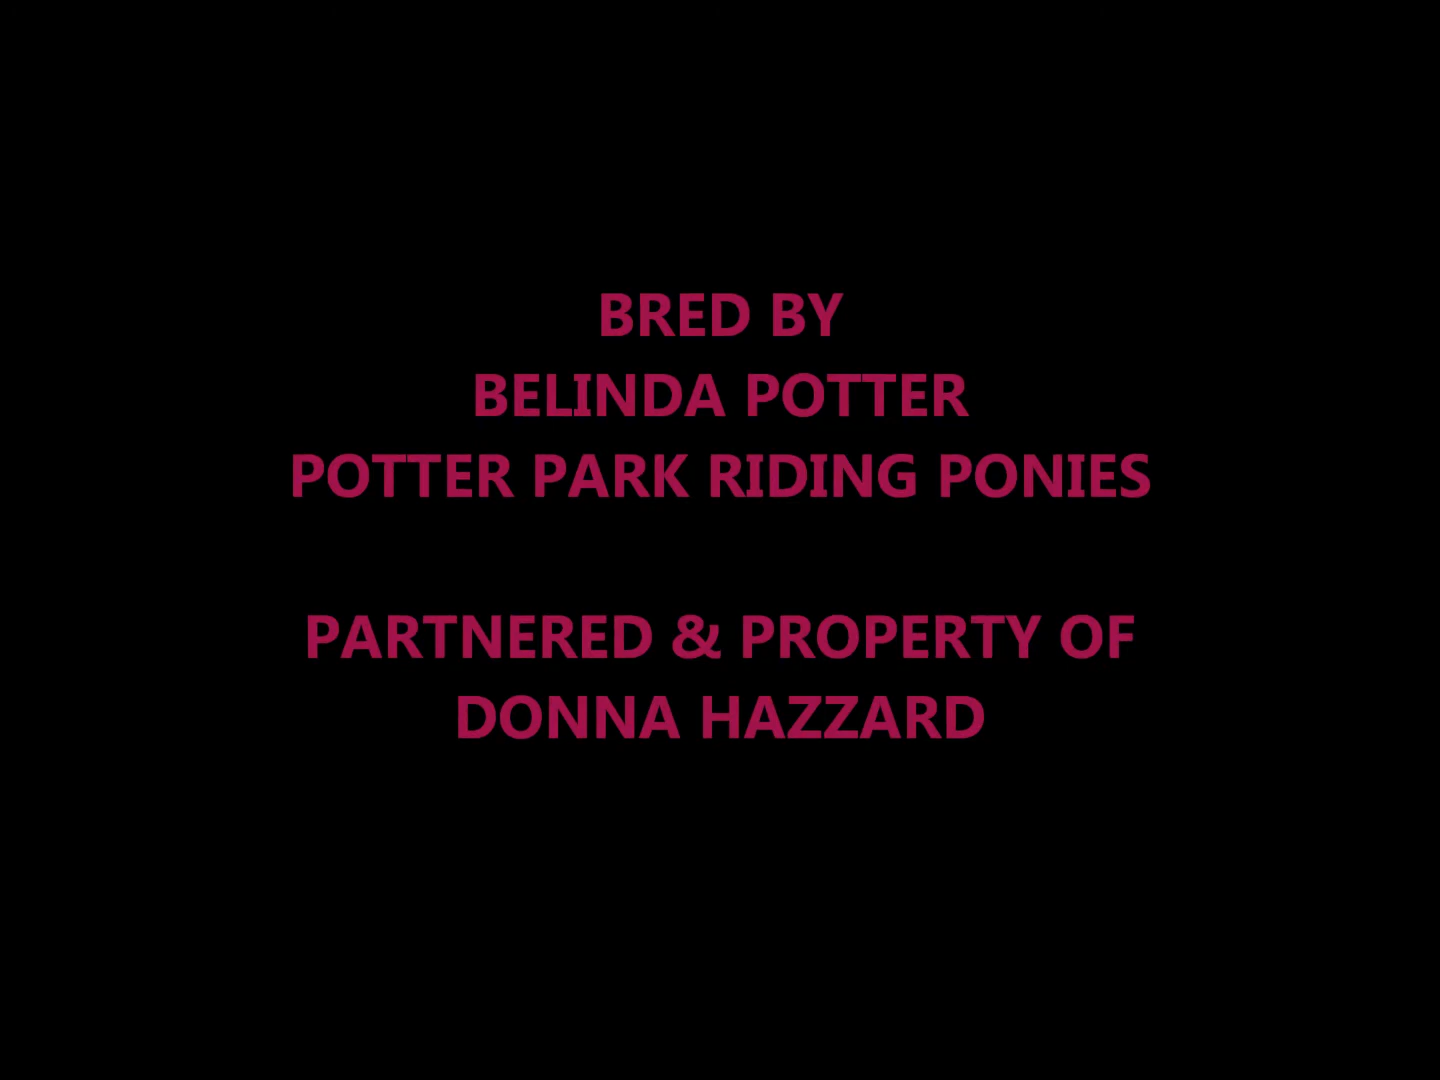 BRED BY
BELINDA POTTER
POTTER PARK RIDING PONIES
PARTNERED & PROPERTY OF
DONNA HAZZARD